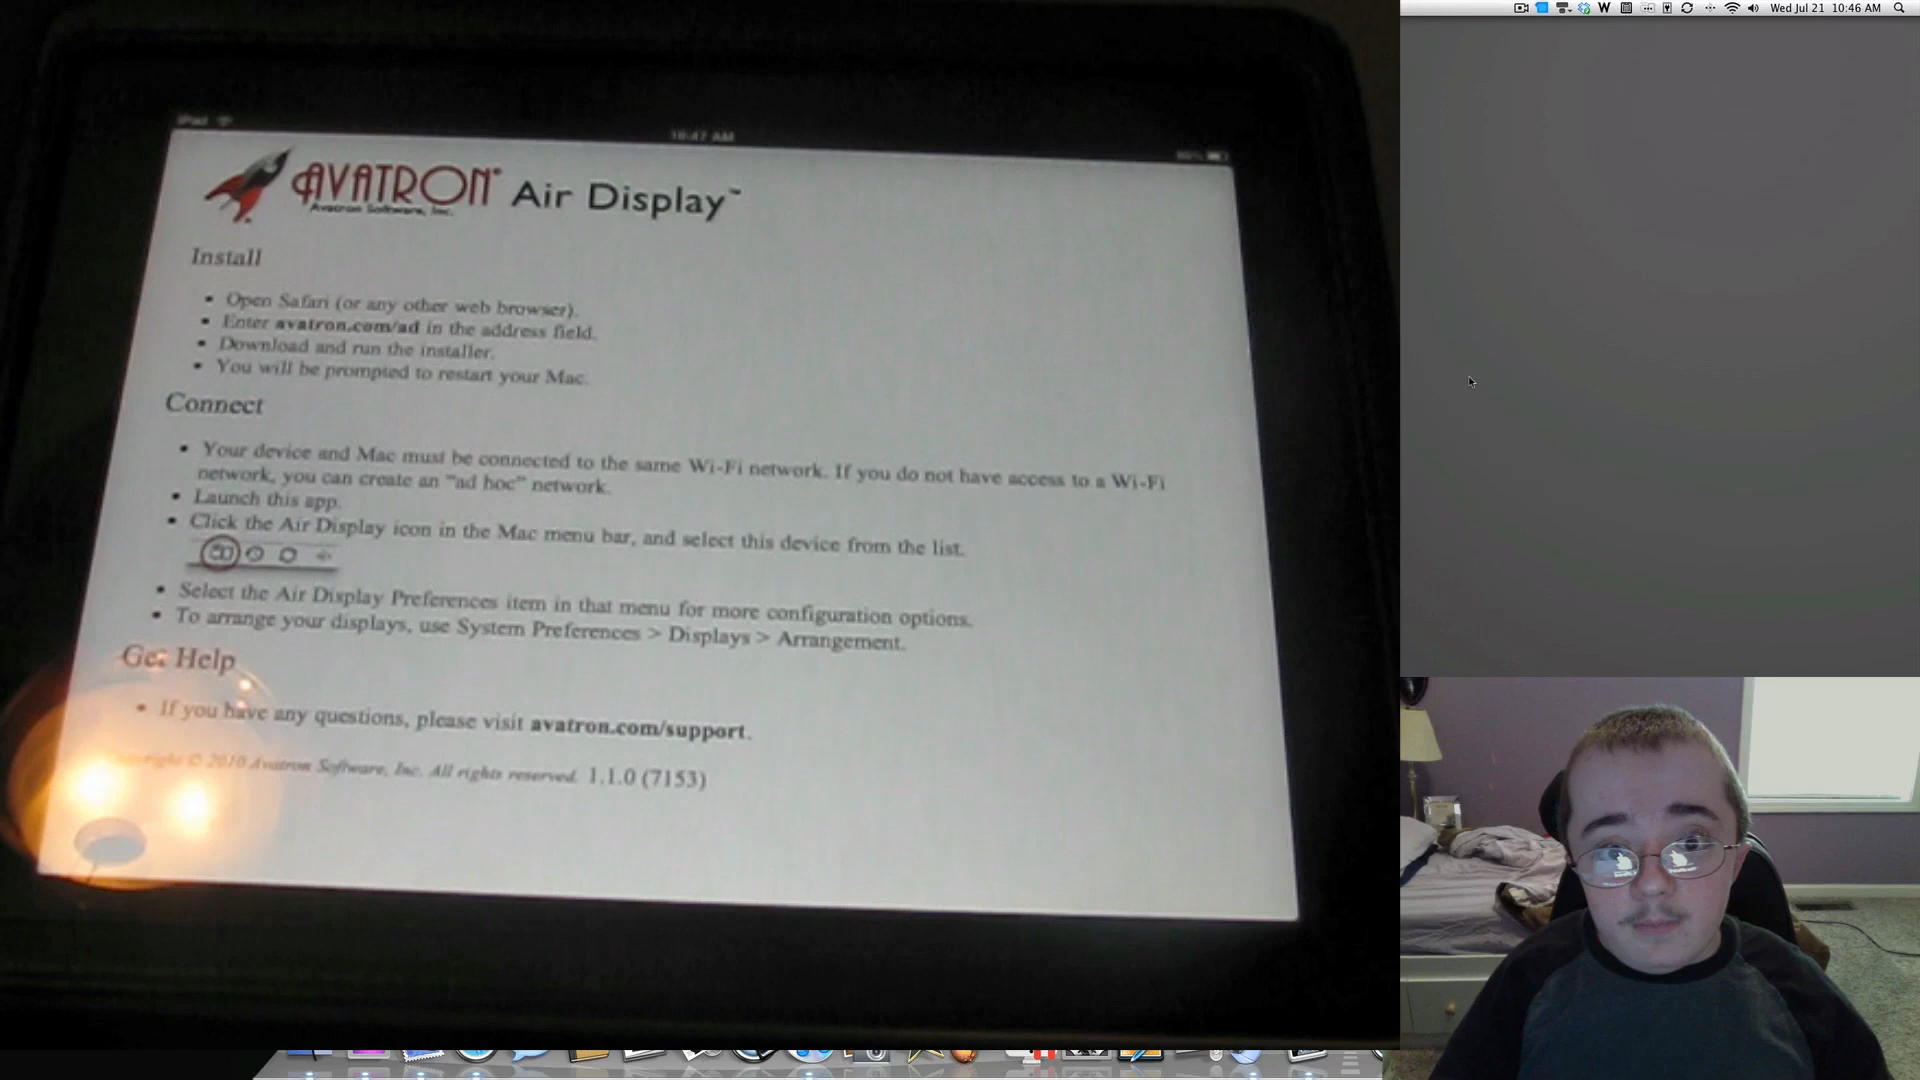 Wed Jul 21 10:46 AM
iPad
10:47 AM
AVATRON Air Display™
Avatron Software, Inc.
Install
• Open Safari (or any other web browser).
• Enter avatron.com/ad in the address field.
• Download and run the installer.
• You will be prompted to restart your Mac.
Connect
• Your device and Mac must be connected to the same Wi-Fi network. If you do not have access to a Wi-Fi
network, you can create an "ad hoc" network.
• Launch this app.
• Click the Air Display icon in the Mac menu bar, and select this device from the list.
• Select the Air Display Preferences item in that menu for more configuration options.
• To arrange your displays, use System Preferences > Displays > Arrangement.
Get Help
• If you have any questions, please visit avatron.com/support.
Copyright © 2010 Avatron Software, Inc. All rights reserved. 1.1.0 (7153)